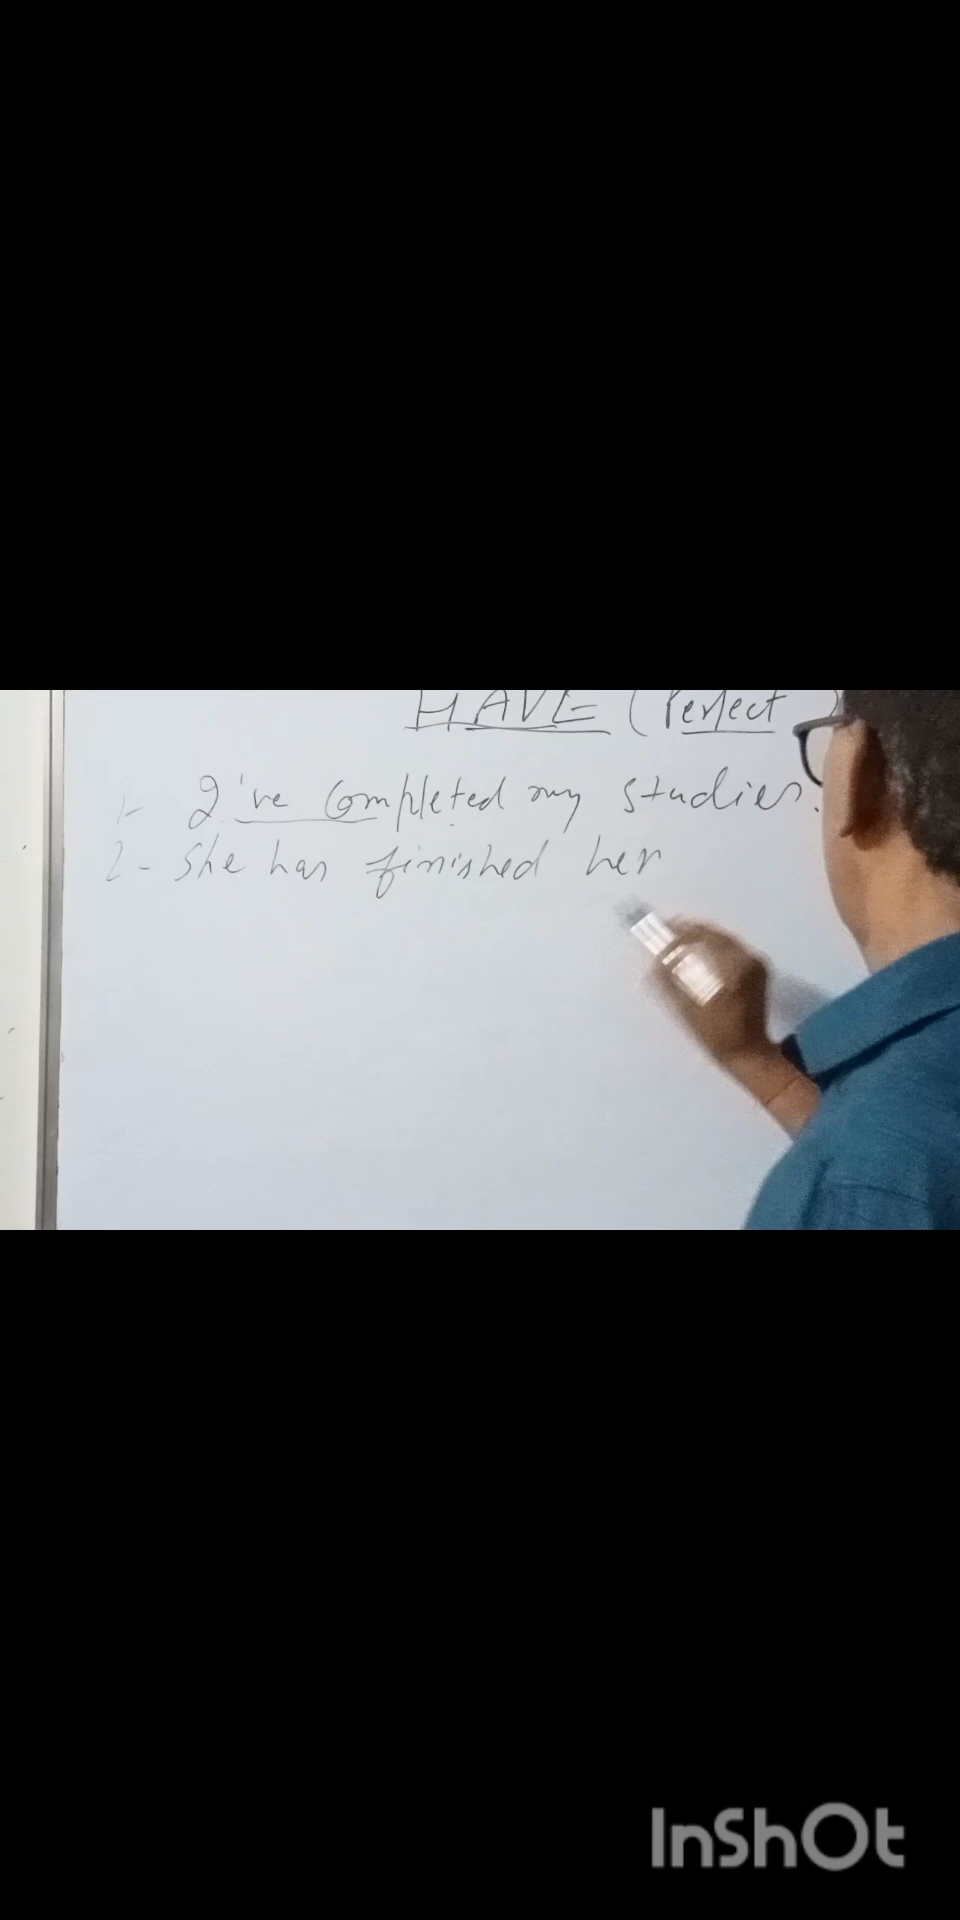 HAVE (Perfect)
1- I've completed my studies.
2- She has finished her
InShOt